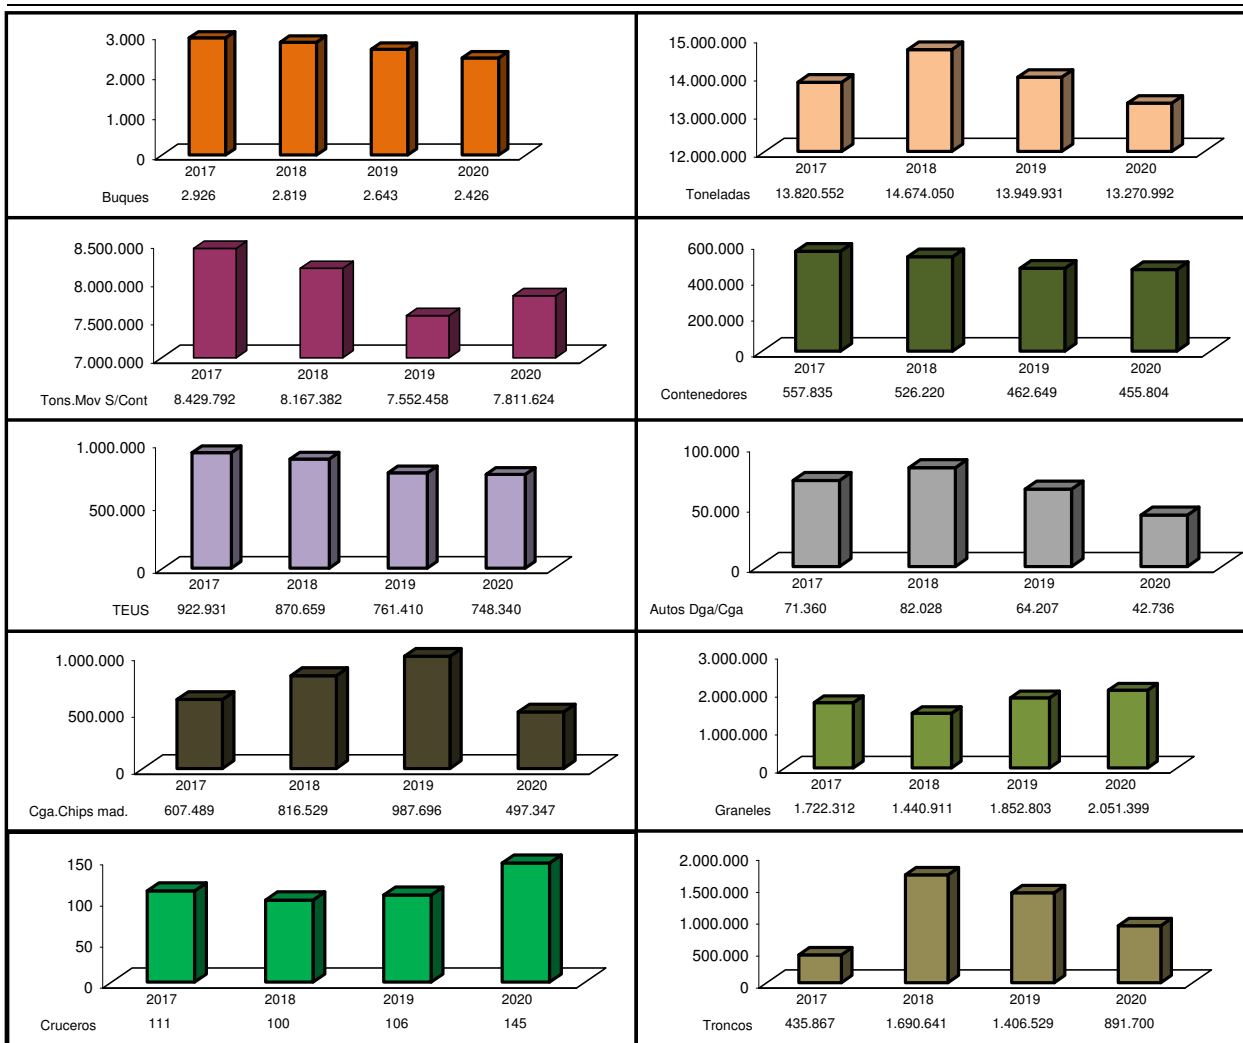 3.000
2.000
1.000
0
2017 2018 2019 2020
Buques 2.926 2.819 2.643 2.426
15.000.000
14.000.000
13.000.000
12.000.000
2017 2018 2019 2020
Toneladas 13.820.552 14.674.050 13.949.931 13.270.992
8.500.000
8.000.000
7.500.000
7.000.000
2017 2018 2019 2020
Tons.Mov S/Cont 8.429.792 8.167.382 7.552.458 7.811.624
600.000
400.000
200.000
0
2017 2018 2019 2020
Contenedores 557.835 526.220 462.649 455.804
1.000.000
500.000
0
2017 2018 2019 2020
TEUS 922.931 870.659 761.410 748.340
100.000
50.000
0
2017 2018 2019 2020
Autos Dga/Cga 71.360 82.028 64.207 42.736
1.000.000
500.000
0
2017 2018 2019 2020
Cga.Chips mad. 607.489 816.529 987.696 497.347
3.000.000
2.000.000
1.000.000
0
2017 2018 2019 2020
Graneles 1.722.312 1.440.911 1.852.803 2.051.399
150
100
50
0
2017 2018 2019 2020
Cruceros 111 100 106 145
2.000.000
1.500.000
1.000.000
500.000
0
2017 2018 2019 2020
Troncos 435.867 1.690.641 1.406.529 891.700